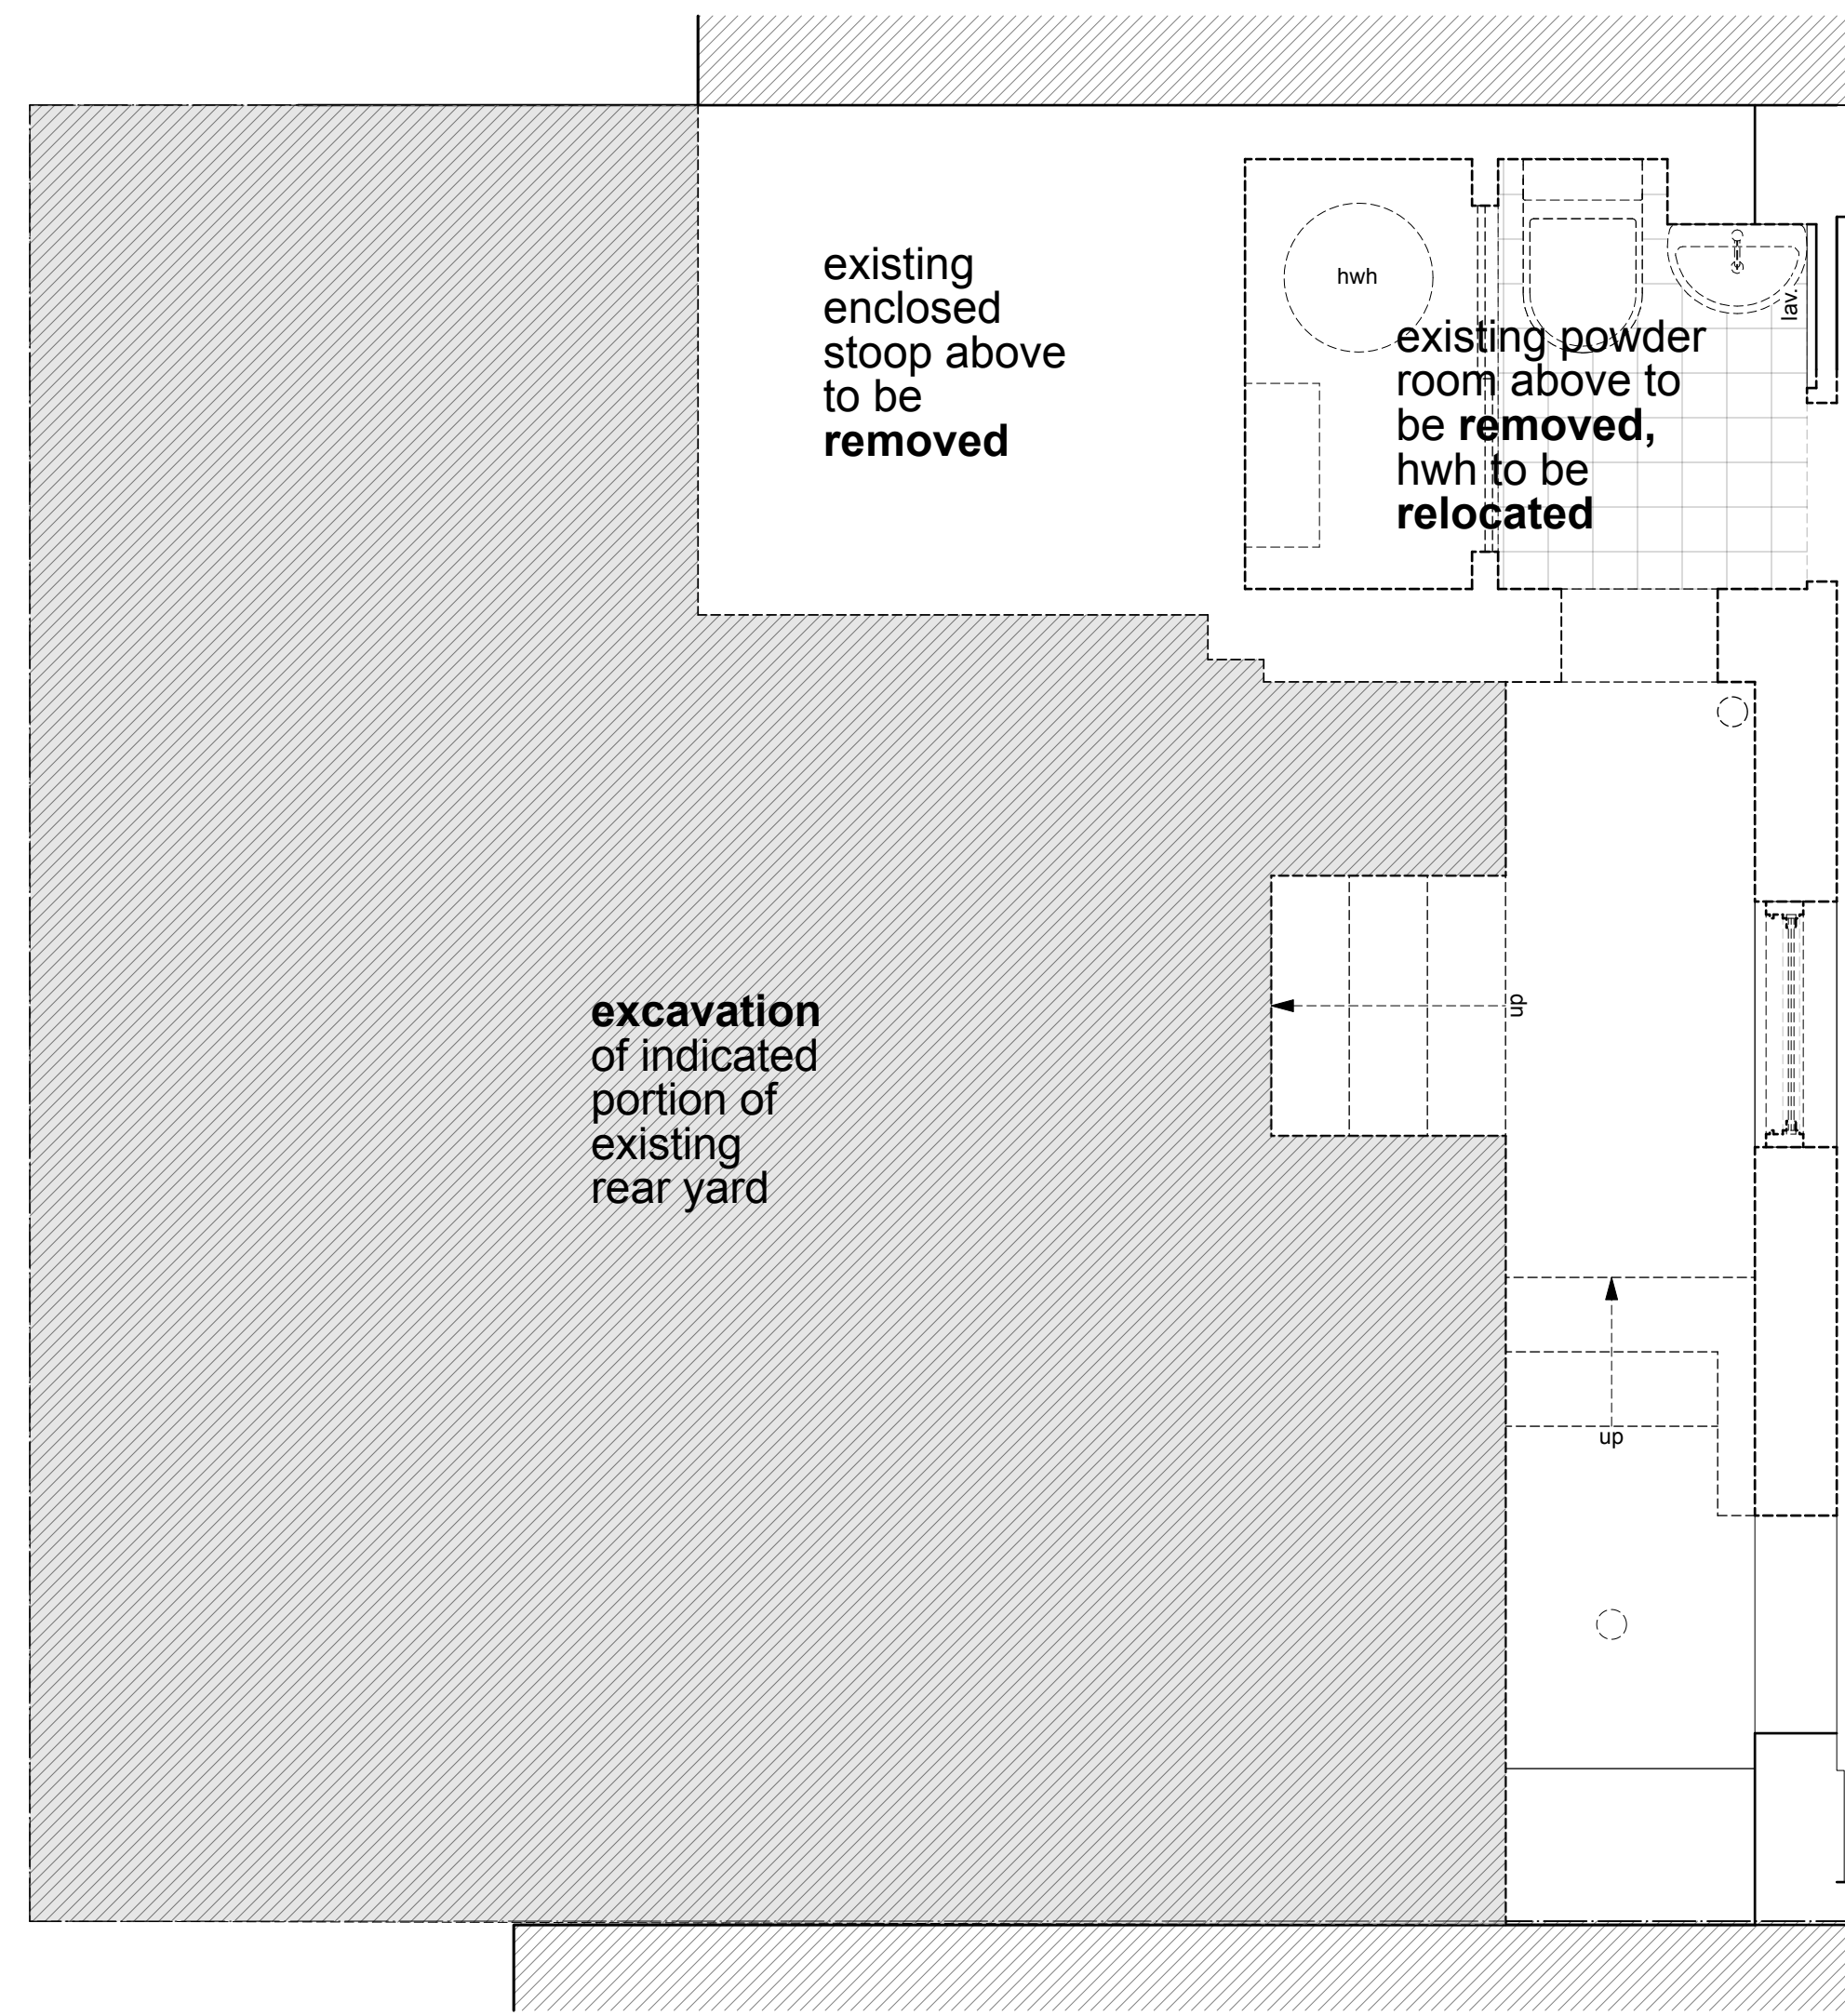 existing
enclosed
stoop above
to be
removed
hwh
lav.
existing powder
room above to
be removed,
hwh to be
relocated
excavation
of indicated
portion of
existing
rear yard
up
up